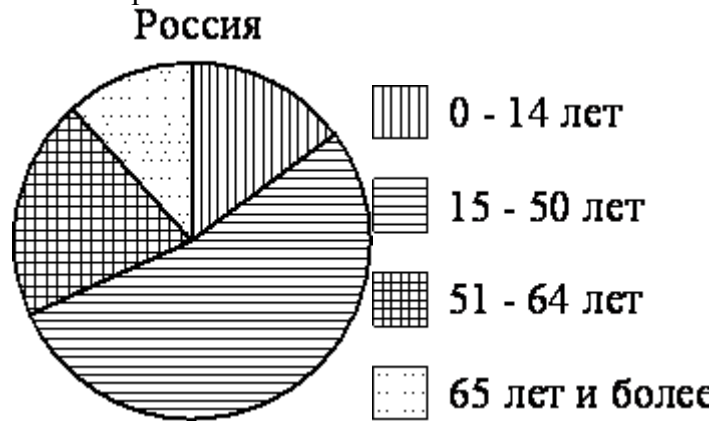 Россия
0 - 14 лет
15 - 50 лет
51 - 64 лет
65 лет и более